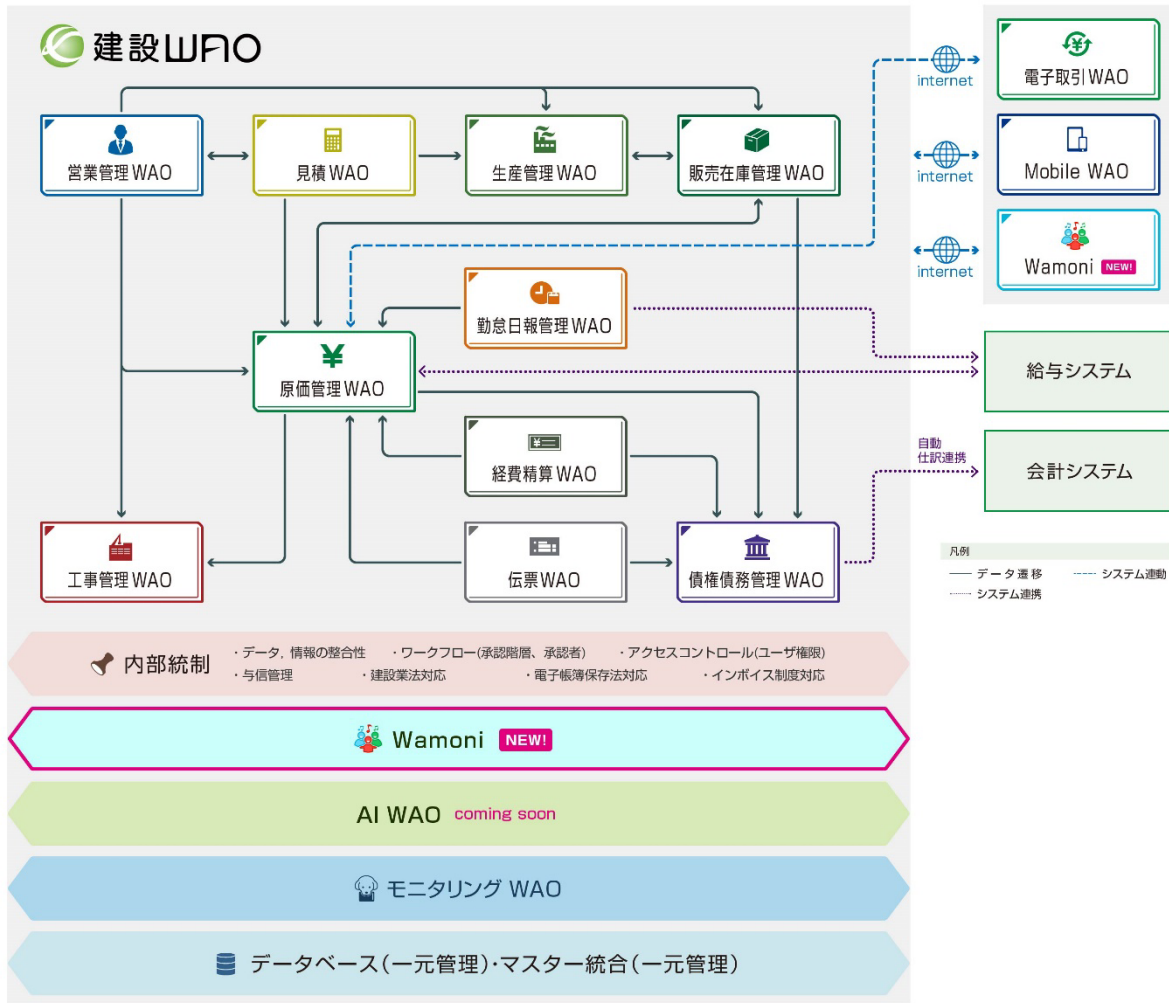 建設WAO
営業管理WAO
見積WAO
生産管理WAO
販売在庫管理WAO
internet
電子取引WAO
internet
Mobile WAO
internet
Wamoni NEW!
勤怠日報管理WAO
原価管理WAO
給与システム
経費精算WAO
自動
仕訳連携
会計システム
工事管理WAO
伝票WAO
債権債務管理WAO
凡例
データ遷移
システム連動
システム連携
内部統制
・データ, 情報の整合性 ・ワークフロー(承認階層、承認者) ・アクセスコントロール(ユーザ権限)
・与信管理 ・建設業法対応 ・電子帳簿保存法対応 ・インボイス制度対応
Wamoni NEW!
AI WAO coming soon
モニタリング WAO
データベース(一元管理)・マスター統合(一元管理)